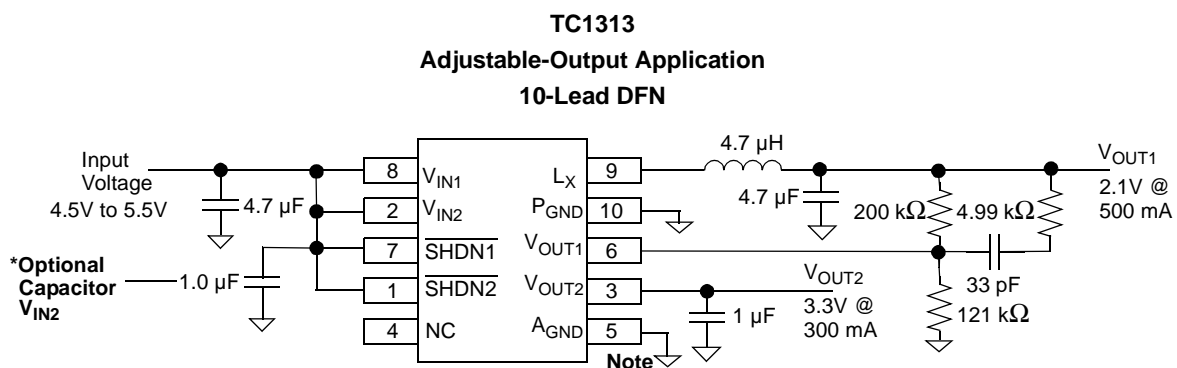 TC1313
Adjustable-Output Application
10-Lead DFN
Input
Voltage
4.5V to 5.5V
4.7 µF
*Optional
Capacitor
VIN2
1.0 µF
8 VIN1
2 VIN2
7 SHDN1
1 SHDN2
4 NC
LX 9
PGND 10
VOUT1 6
VOUT2 3
AGND 5
Note
4.7 µH
4.7 µF
200 kΩ
4.99 kΩ
33 pF
121 kΩ
VOUT1
2.1V @
500 mA
1 µF
VOUT2
3.3V @
300 mA